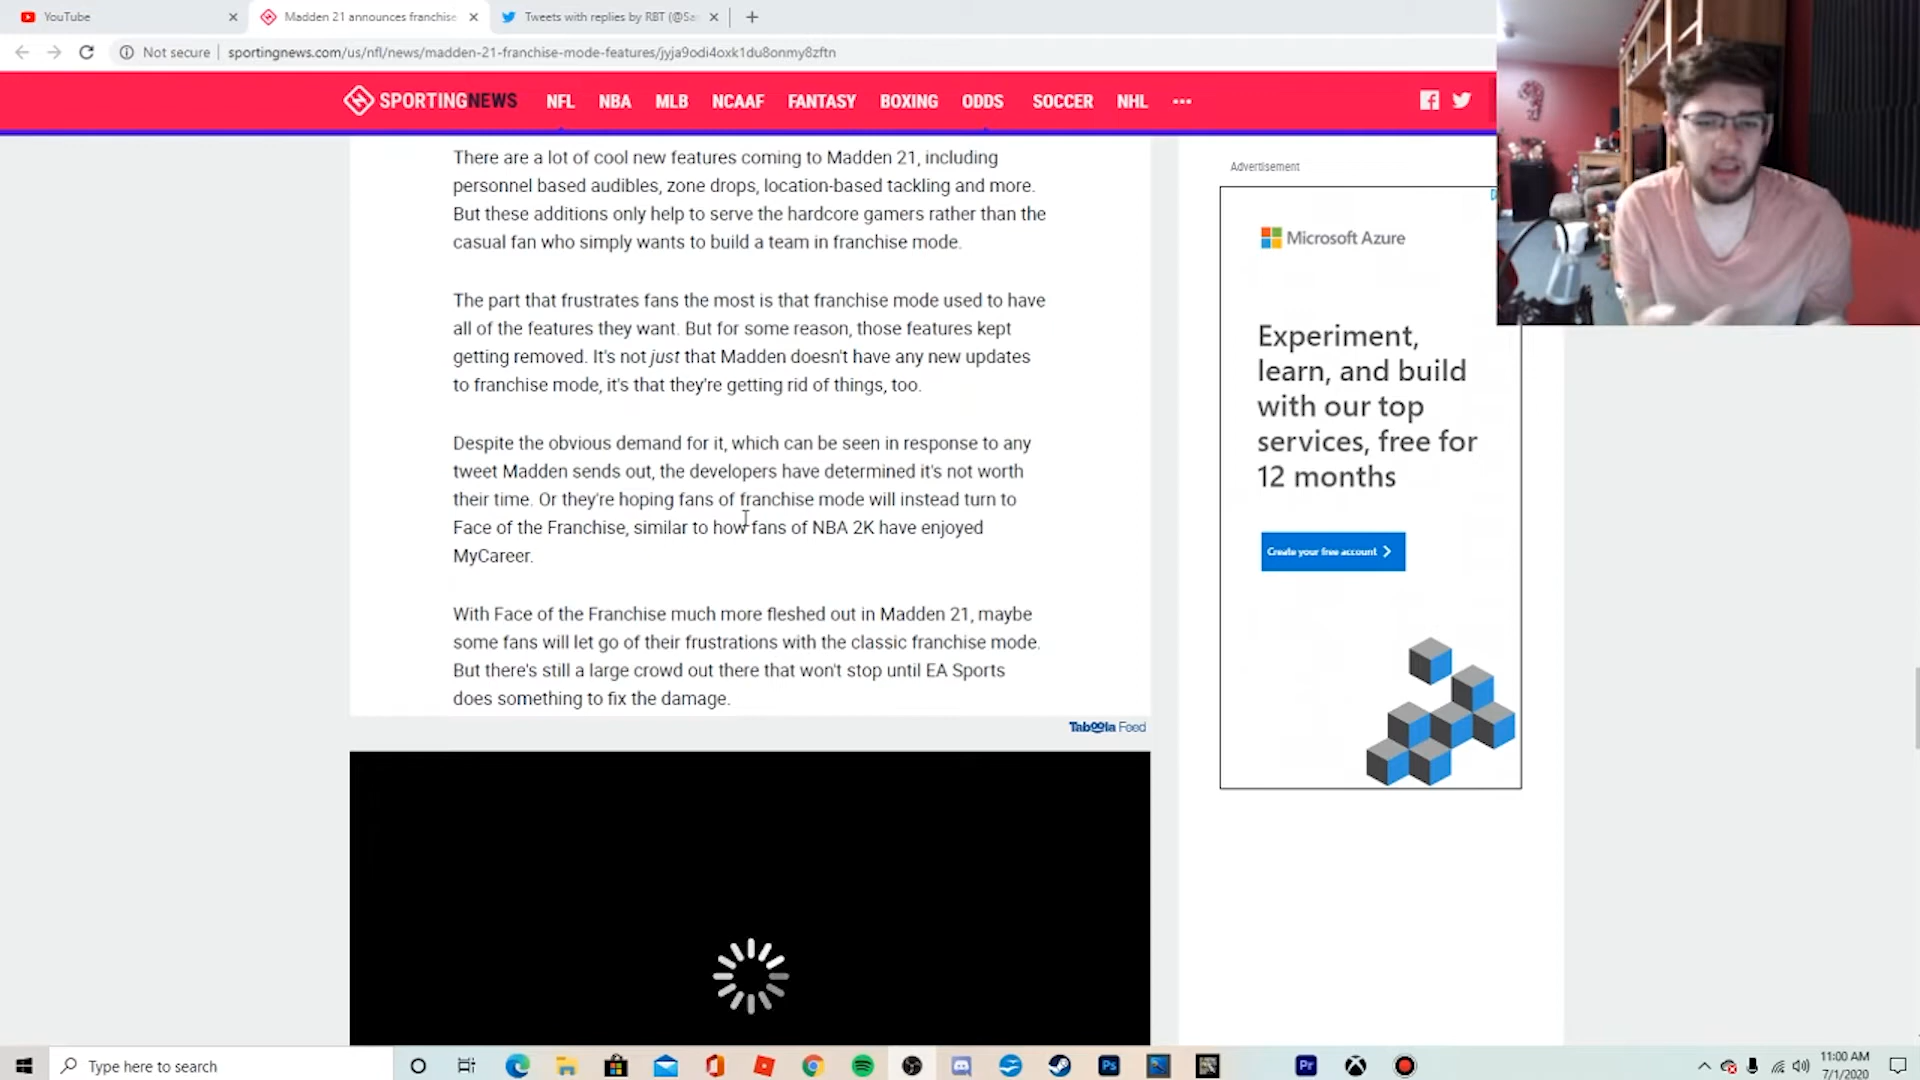 YouTube
Madden 21 announces franchise
Tweets with replies by RBT (@Sa
Not secure
sportingnews.com/us/nfl/news/madden-21-franchise-mode-features/jyja9odi4oxk1du8onmy8zftn
SPORTINGNEWS NFL NBA MLB NCAAF FANTASY BOXING ODDS SOCCER NHL
There are a lot of cool new features coming to Madden 21, including
personnel based audibles, zone drops, location-based tackling and more.
But these additions only help to serve the hardcore gamers rather than the
casual fan who simply wants to build a team in franchise mode.
The part that frustrates fans the most is that franchise mode used to have
all of the features they want. But for some reason, those features kept
getting removed. It's not just that Madden doesn't have any new updates
to franchise mode, it's that they're getting rid of things, too.
Despite the obvious demand for it, which can be seen in response to any
tweet Madden sends out, the developers have determined it's not worth
their time. Or they're hoping fans of franchise mode will instead turn to
Face of the Franchise, similar to how fans of NBA 2K have enjoyed
MyCareer.
With Face of the Franchise much more fleshed out in Madden 21, maybe
some fans will let go of their frustrations with the classic franchise mode.
But there's still a large crowd out there that won't stop until EA Sports
does something to fix the damage.
Taboola Feed
Advertisement
Microsoft Azure
Experiment,
learn, and build
with our top
services, free for
12 months
Create your free account
Type here to search
Ps
Pr
11:00 AM
7/1/2020